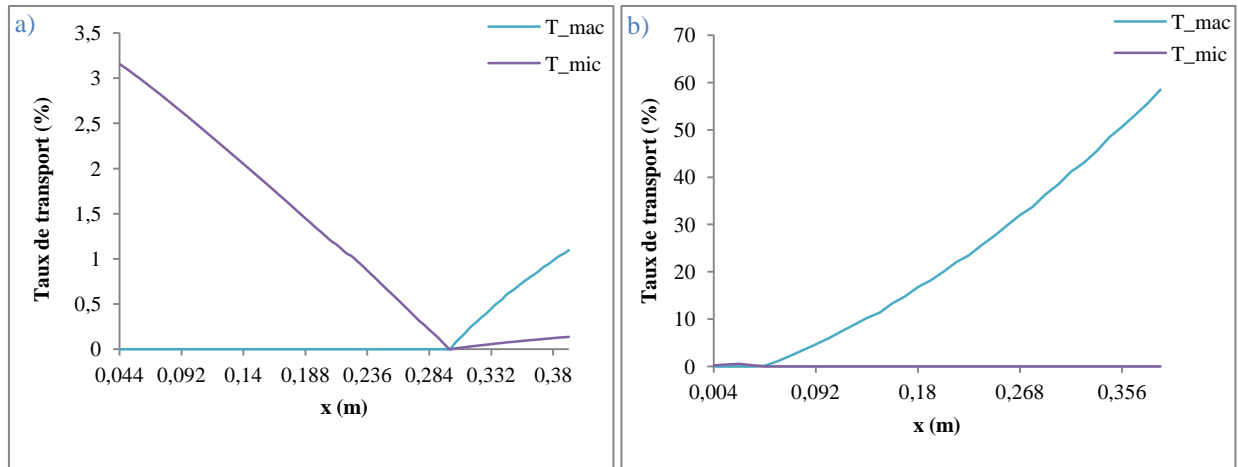 a)
T_mac
T_mic
Taux de transport (%)
3,5
3
2,5
2
1,5
1
0,5
0
0,044 0,092 0,14 0,188 0,236 0,284 0,332 0,38
x (m)
b)
T_mac
T_mic
Taux de transport (%)
70
60
50
40
30
20
10
0
0,004 0,092 0,18 0,268 0,356
x (m)